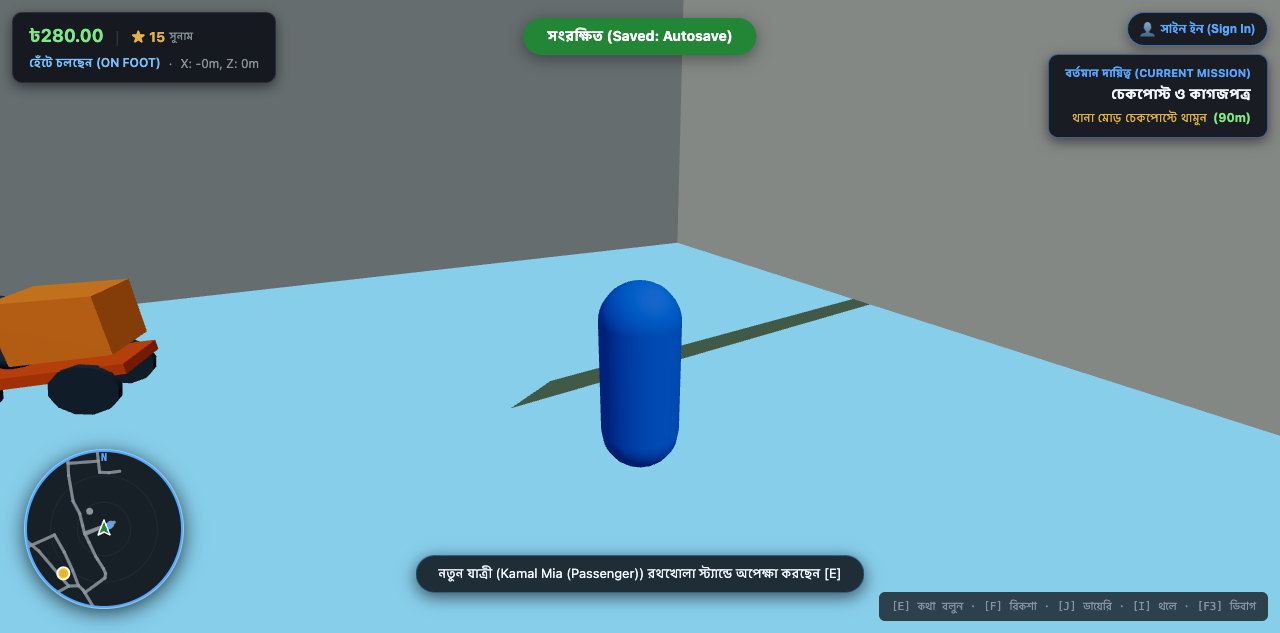 ৳280.00 | ⭐ 15 সুনাম
হেঁটে চলছেন (ON FOOT) · X: -0m, Z: 0m
সংরক্ষিত (Saved: Autosave)
👤 সাইন ইন (Sign In)
বর্তমান দায়িত্ব (CURRENT MISSION)
চেকপোস্ট ও কাগজপত্র
থানা মোড় চেকপোস্টে থামুন (90m)
N
নতুন যাত্রী (Kamal Mia (Passenger)) রথখোলা স্ট্যান্ডে অপেক্ষা করছেন [E]
[E] কথা বলুন · [F] রিকশা · [J] ডায়েরি · [I] থলে · [F3] ডিবাগ